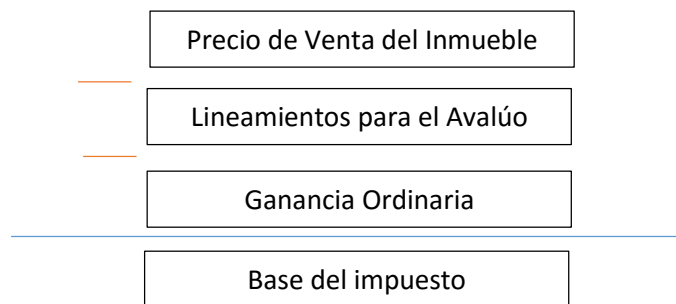 Precio de Venta del Inmueble
Lineamientos para el Avalúo
Ganancia Ordinaria
Base del impuesto